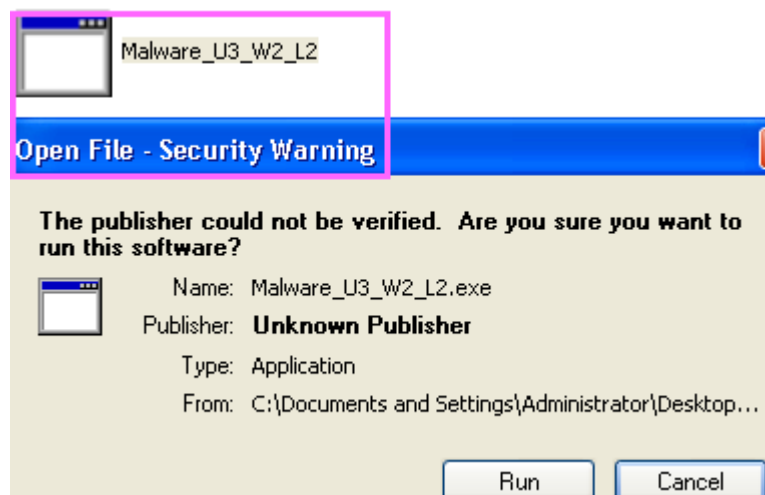 Malware_U3_W2_L2
Open File - Security Warning
The publisher could not be verified. Are you sure you want to
run this software?
Name: Malware_U3_W2_L2.exe
Publisher: Unknown Publisher
Type: Application
From: C:\Documents and Settings\Administrator\Desktop...
Run Cancel